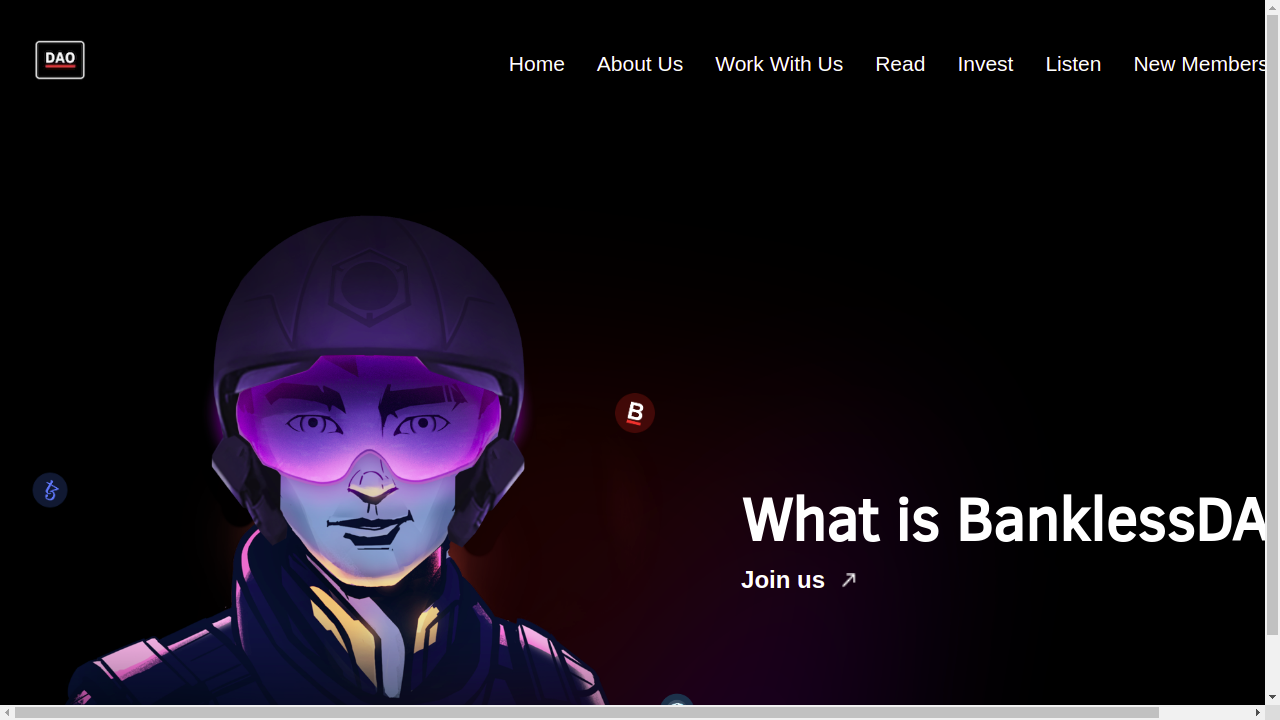 DAO
Home About Us Work With Us Read Invest Listen New Members
B
What is BanklessDA
Join us